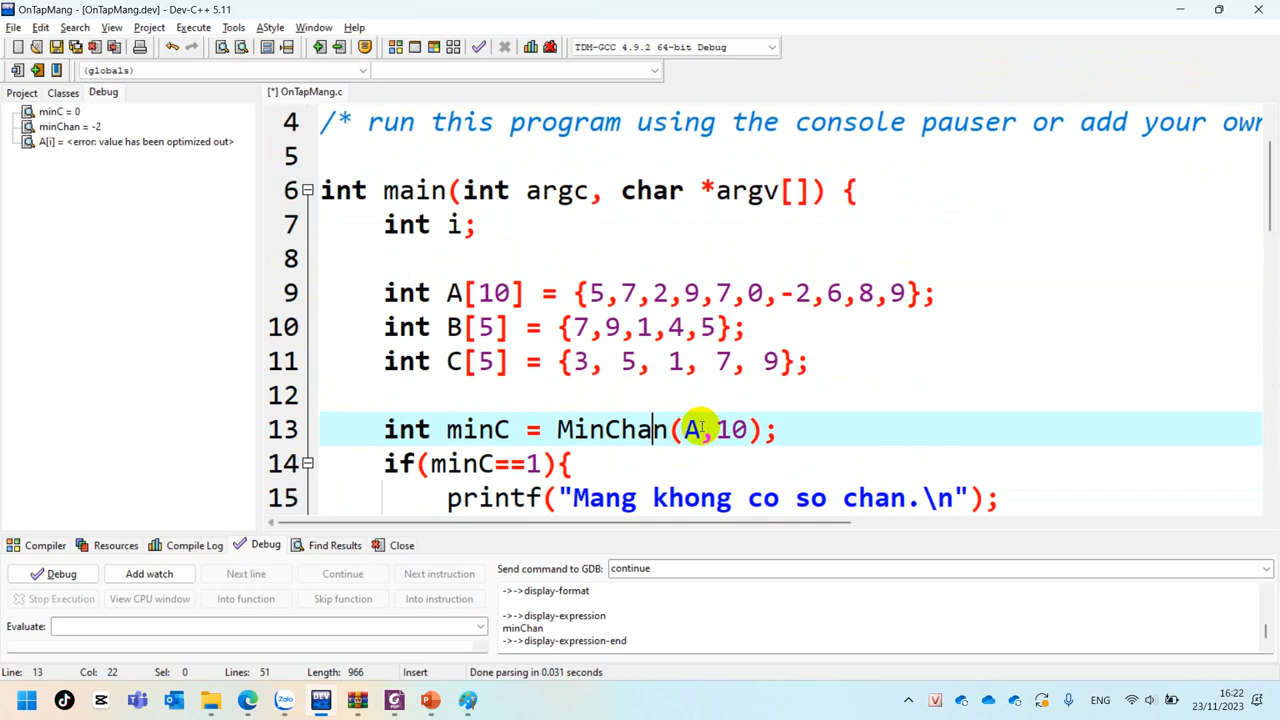 OnTapMang - [OnTapMang.dev] - Dev-C++ 5.11
File Edit Search View Project Execute Tools AStyle Window Help
TDM-GCC 4.9.2 64-bit Debug
(globals)
Project Classes Debug
[*] OnTapMang.c
minC = 0
minChan = -2
A[i] = <error: value has been optimized out>
4 /* run this program using the console pauser or add your own
5
6 int main(int argc, char *argv[]) {
7 int i;
8
9 int A[10] = {5,7,2,9,7,0,-2,6,8,9};
10 int B[5] = {7,9,1,4,5};
11 int C[5] = {3, 5, 1, 7, 9};
12
13 int minC = MinChan(A,10);
14 if(minC==1){
15 printf("Mang khong co so chan.\n");
Compiler Resources Compile Log Debug Find Results Close
Debug Add watch Next line Continue Next instruction
Stop Execution View CPU window Into function Skip function Into instruction
Evaluate:
Send command to GDB: continue
->->display-format
->->display-expression
minChan
->->display-expression-end
Line: 13 Col: 22 Sel: 0 Lines: 51 Length: 966 Insert Done parsing in 0.031 seconds
ENG 16:22
23/11/2023